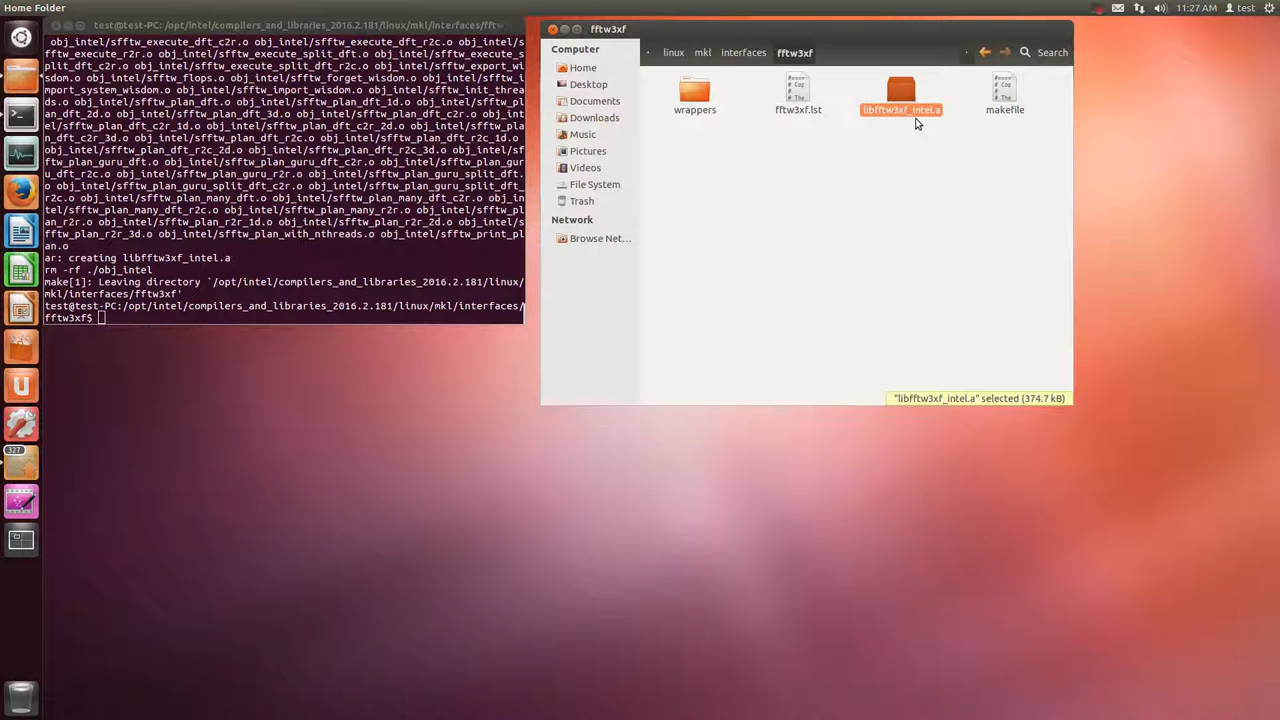 Home Folder
11:27 AM
test
test@test-PC: /opt/intel/compilers_and_libraries_2016.2.181/linux/mkl/interfaces/fftw
obj_intel/sfftw_execute_dft_c2r.o obj_intel/sfftw_execute_dft_r2c.o obj_intel/s
fftw_execute_r2r.o obj_intel/sfftw_execute_split_dft.o obj_intel/sfftw_export_wi
sdom.o obj_intel/sfftw_flops.o obj_intel/sfftw_forget_wisdom.o obj_intel/sfftw_i
mport_system_wisdom.o obj_intel/sfftw_import_wisdom.o obj_intel/sfftw_init_threa
ds.o obj_intel/sfftw_plan_dft.o obj_intel/sfftw_plan_dft_1d.o obj_intel/sfftw_pl
an_dft_2d.o obj_intel/sfftw_plan_dft_3d.o obj_intel/sfftw_plan_dft_c2r.o obj_int
el/sfftw_plan_dft_c2r_1d.o obj_intel/sfftw_plan_dft_c2r_2d.o obj_intel/sfftw_pla
n_dft_c2r_3d.o obj_intel/sfftw_plan_dft_r2c.o obj_intel/sfftw_plan_dft_r2c_1d.o
obj_intel/sfftw_plan_dft_r2c_2d.o obj_intel/sfftw_plan_dft_r2c_3d.o obj_intel/s
fftw_plan_guru_dft.o obj_intel/sfftw_plan_guru_dft_c2r.o obj_intel/sfftw_plan_gur
u_dft_r2c.o obj_intel/sfftw_plan_guru_r2r.o obj_intel/sfftw_plan_guru_split_dft
.o obj_intel/sfftw_plan_guru_split_dft_c2r.o obj_intel/sfftw_plan_guru_split_dft_
r2c.o obj_intel/sfftw_plan_many_dft.o obj_intel/sfftw_plan_many_dft_c2r.o obj_in
tel/sfftw_plan_many_dft_r2c.o obj_intel/sfftw_plan_many_r2r.o obj_intel/sfftw_pl
an_r2r.o obj_intel/sfftw_plan_r2r_1d.o obj_intel/sfftw_plan_r2r_2d.o obj_intel/s
fftw_plan_r2r_3d.o obj_intel/sfftw_plan_with_nthreads.o obj_intel/sfftw_print_pl
an.o
ar: creating libfftw3xf_intel.a
rm -rf ./obj_intel
make[1]: Leaving directory `/opt/intel/compilers_and_libraries_2016.2.181/linux/
mkl/interfaces/fftw3xf'
test@test-PC:/opt/intel/compilers_and_libraries_2016.2.181/linux/mkl/interfaces/
fftw3xf$
fftw3xf
linux
mkl
interfaces
fftw3xf
Search
Computer
Home
Desktop
Documents
Downloads
Music
Pictures
Videos
File System
Trash
Network
Browse Net...
wrappers
fftw3xf.lst
libfftw3xf_intel.a
makefile
"libfftw3xf_intel.a" selected (374.7 kB)
327